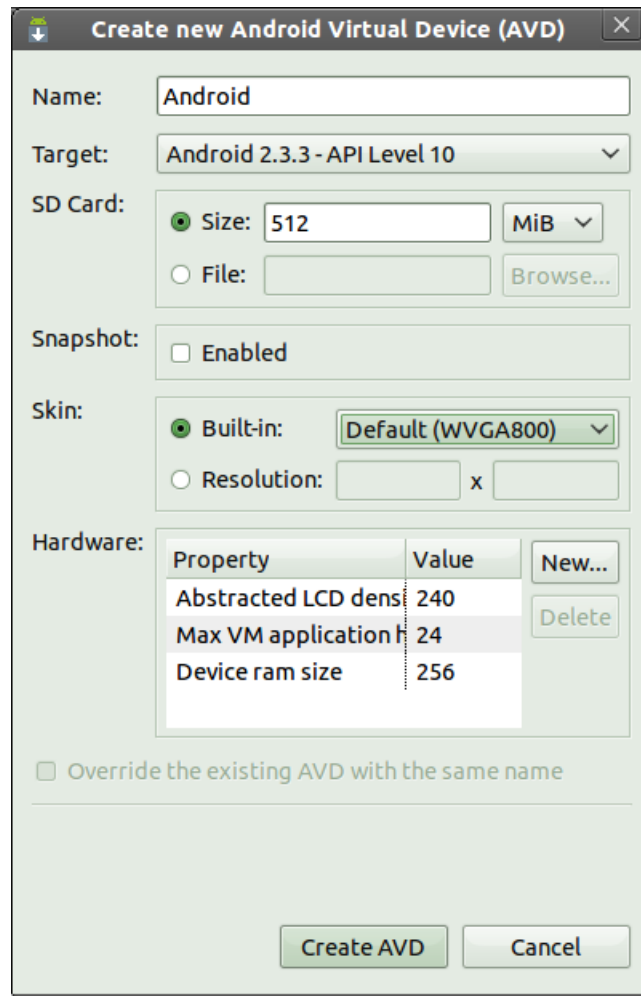 Create new Android Virtual Device (AVD)
Name: Android
Target: Android 2.3.3 - API Level 10
SD Card:
Size: 512 MiB
File: Browse...
Snapshot: Enabled
Skin:
Built-in: Default (WVGA800)
Resolution: x
Hardware:
Property Value New...
Abstracted LCD densi 240
Delete
Max VM application h 24
Device ram size 256
Override the existing AVD with the same name
Create AVD Cancel